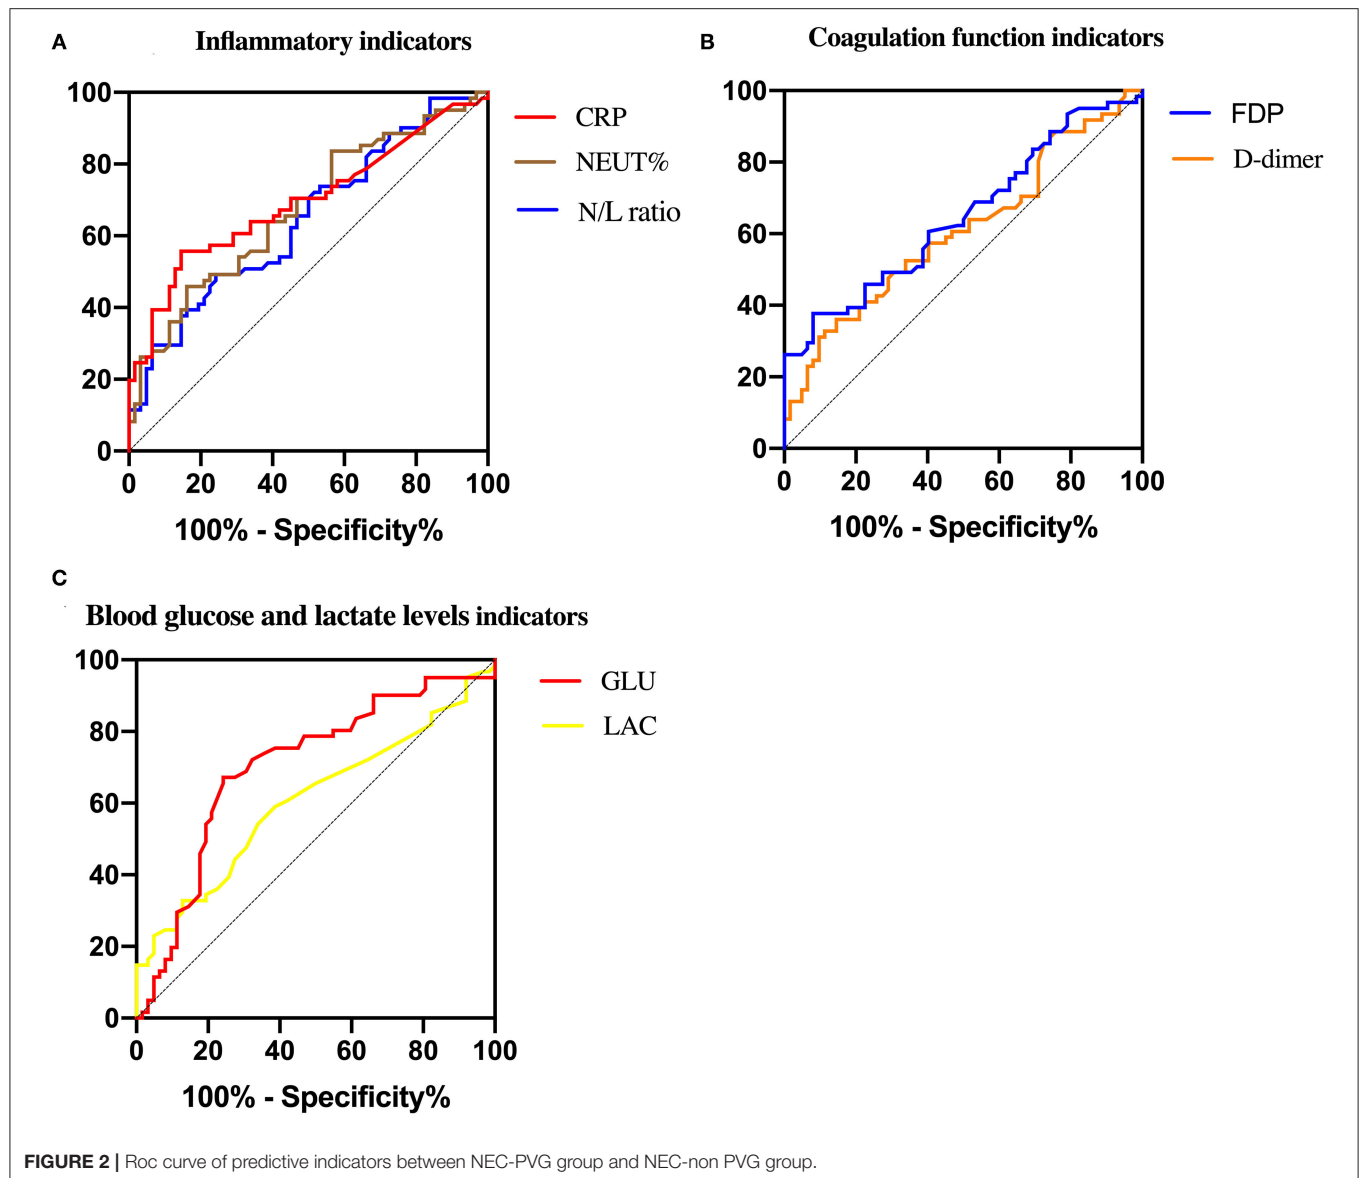 A
Inflammatory indicators
100
80
60
40
20
0
0 20 40 60 80 100
100% - Specificity%
CRP
NEUT%
N/L ratio
B
Coagulation function indicators
100
80
60
40
20
0
0 20 40 60 80 100
100% - Specificity%
FDP
D-dimer
C
Blood glucose and lactate levels indicators
100
80
60
40
20
0
0 20 40 60 80 100
100% - Specificity%
GLU
LAC
FIGURE 2 | Roc curve of predictive indicators between NEC-PVG group and NEC-non PVG group.